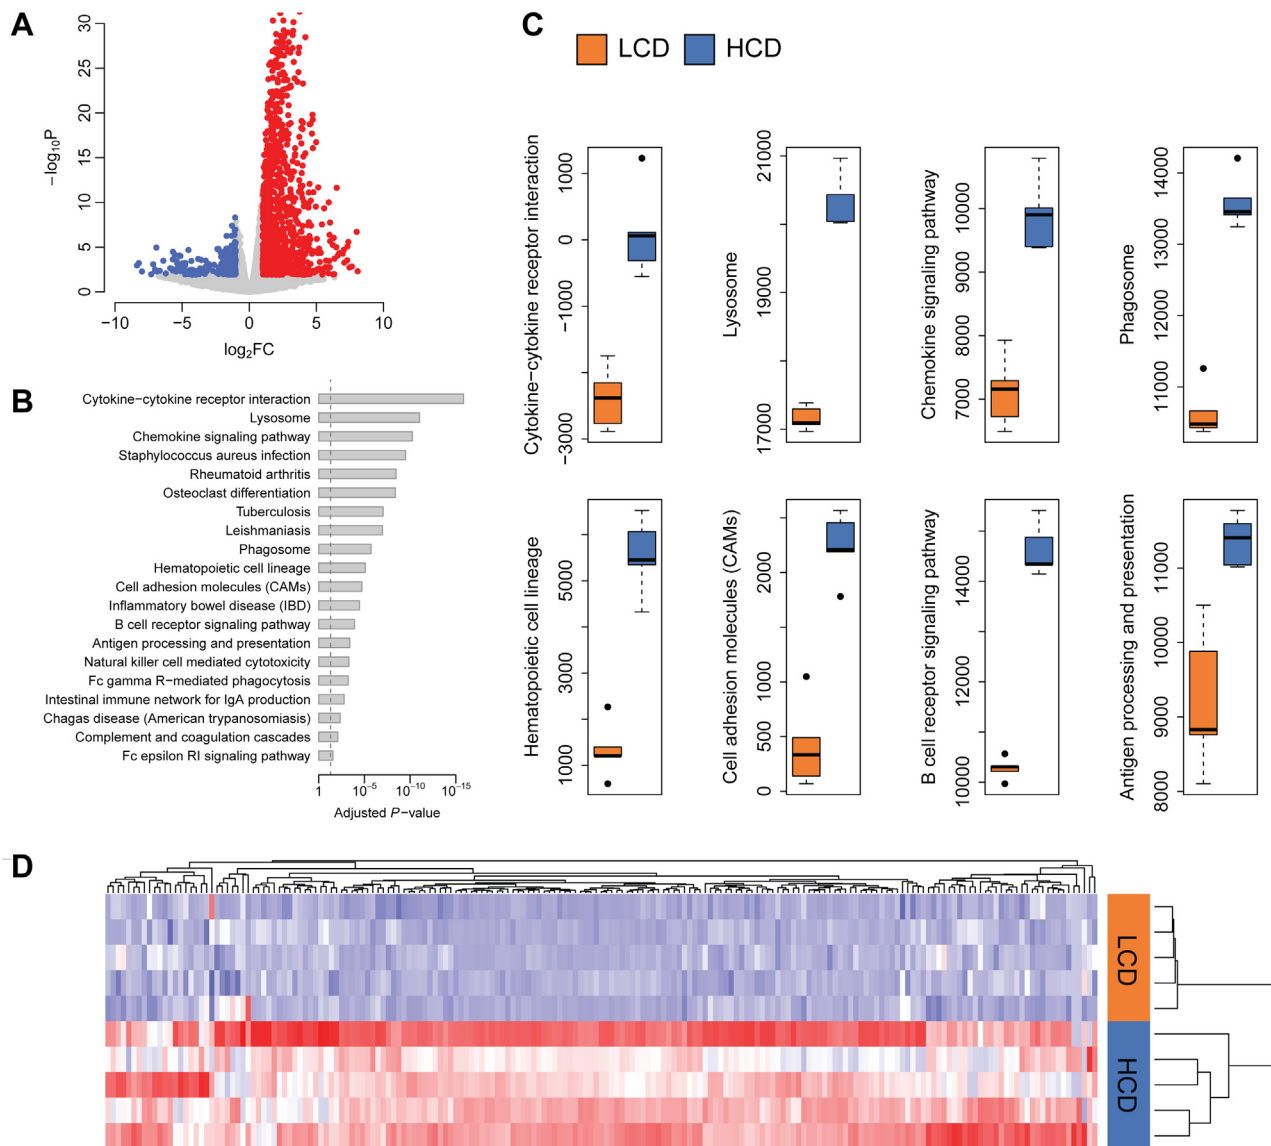 A
−log₁₀P
30
25
20
15
10
5
0
−10 −5 0 5 10
log₂FC
B
Cytokine−cytokine receptor interaction
Lysosome
Chemokine signaling pathway
Staphylococcus aureus infection
Rheumatoid arthritis
Osteoclast differentiation
Tuberculosis
Leishmaniasis
Phagosome
Hematopoietic cell lineage
Cell adhesion molecules (CAMs)
Inflammatory bowel disease (IBD)
B cell receptor signaling pathway
Antigen processing and presentation
Natural killer cell mediated cytotoxicity
Fc gamma R−mediated phagocytosis
Intestinal immune network for IgA production
Chagas disease (American trypanosomiasis)
Complement and coagulation cascades
Fc epsilon RI signaling pathway
1 10⁻⁵ 10⁻¹⁰ 10⁻¹⁵
Adjusted P−value
C
LCD HCD
Cytokine−cytokine receptor interaction
1000
0
−1000
−3000
Lysosome
21000
19000
17000
Chemokine signaling pathway
10000
9000
8000
7000
Phagosome
14000
13000
12000
11000
Hematopoietic cell lineage
5000
3000
1000
Cell adhesion molecules (CAMs)
2000
1000
500
0
B cell receptor signaling pathway
14000
12000
10000
Antigen processing and presentation
11000
10000
9000
8000
D
LCD
HCD